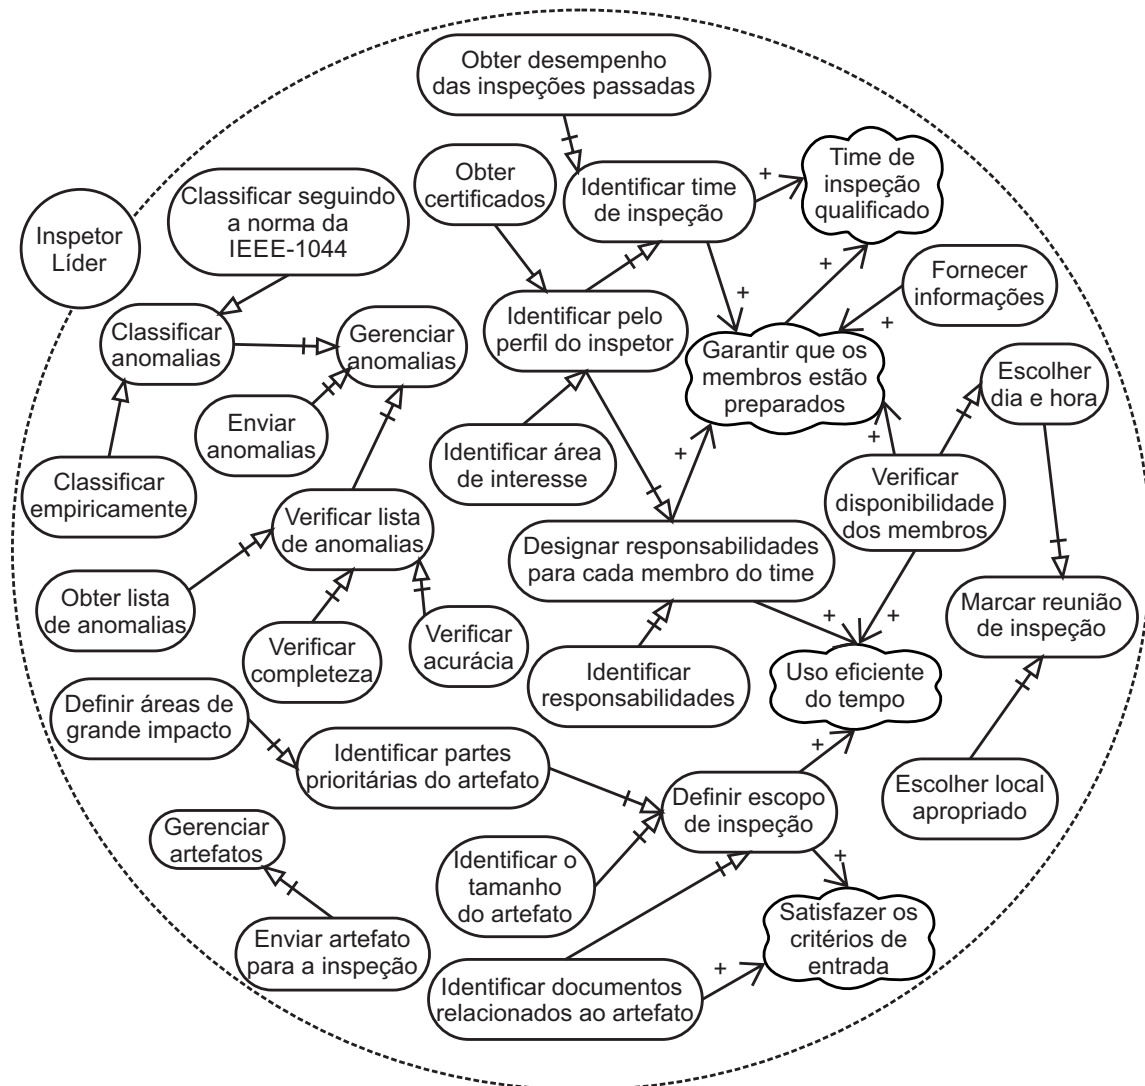 Obter desempenho
das inspeções passadas
Time de
inspeção
qualificado
Obter
certificados
Identificar time
de inspeção
Classificar seguindo
a norma da
IEEE-1044
Inspetor
Líder
Fornecer
informações
Classificar
anomalias
Gerenciar
anomalias
Identificar pelo
perfil do inspetor
Garantir que os
membros estão
preparados
Escolher
dia e hora
Enviar
anomalias
Identificar área
de interesse
Classificar
empiricamente
Verificar
disponibilidade
dos membros
Verificar lista
de anomalias
Designar responsabilidades
para cada membro do time
Obter lista
de anomalias
Marcar reunião
de inspeção
Verificar
completeza
Verificar
acurácia
Identificar
responsabilidades
Uso eficiente
do tempo
Definir áreas de
grande impacto
Identificar partes
prioritárias do artefato
Definir escopo
de inspeção
Escolher local
apropriado
Gerenciar
artefatos
Identificar o
tamanho
do artefato
Satisfazer os
critérios de
entrada
Enviar artefato
para a inspeção
Identificar documentos
relacionados ao artefato
+
+
+
+
+
+
+
+
+
+
+